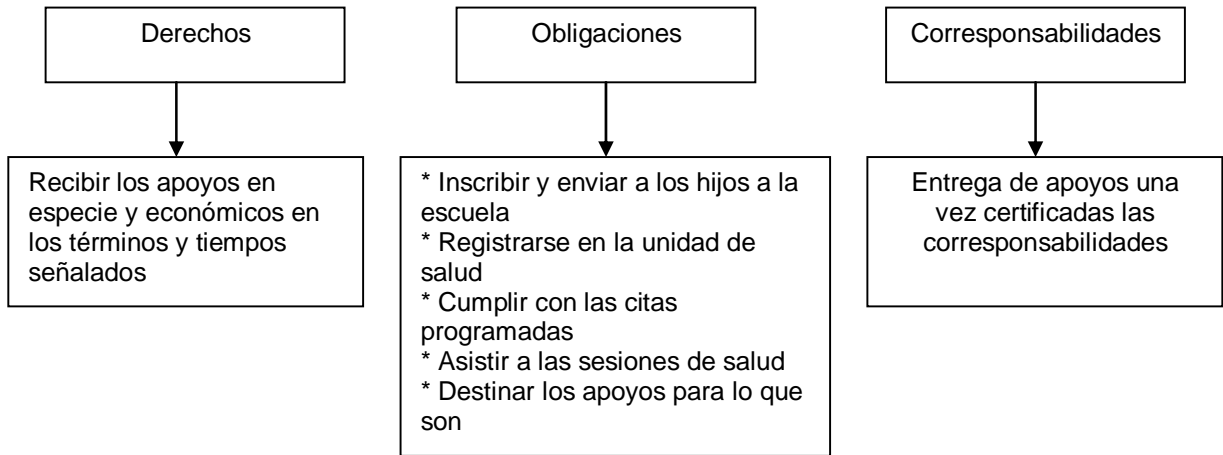 Derechos
Obligaciones
Corresponsabilidades
Recibir los apoyos en
especie y económicos en
los términos y tiempos
señalados
* Inscribir y enviar a los hijos a la
escuela
* Registrarse en la unidad de
salud
* Cumplir con las citas
programadas
* Asistir a las sesiones de salud
* Destinar los apoyos para lo que
son
Entrega de apoyos una
vez certificadas las
corresponsabilidades